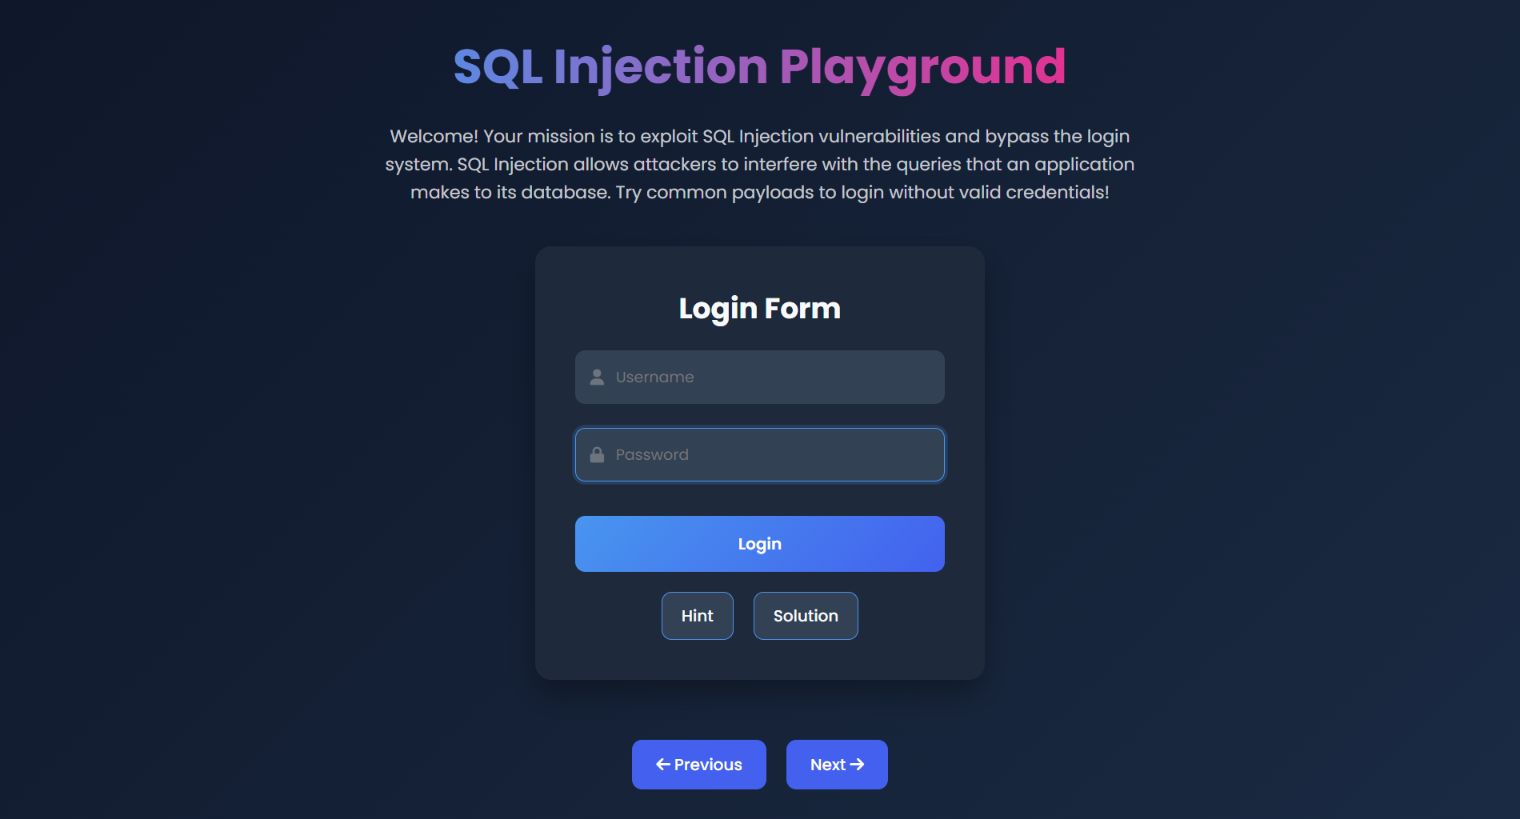 SQL Injection Playground
Welcome! Your mission is to exploit SQL Injection vulnerabilities and bypass the login
system. SQL Injection allows attackers to interfere with the queries that an application
makes to its database. Try common payloads to login without valid credentials!
Login Form
Username
Password
Login
Hint
Solution
Previous
Next